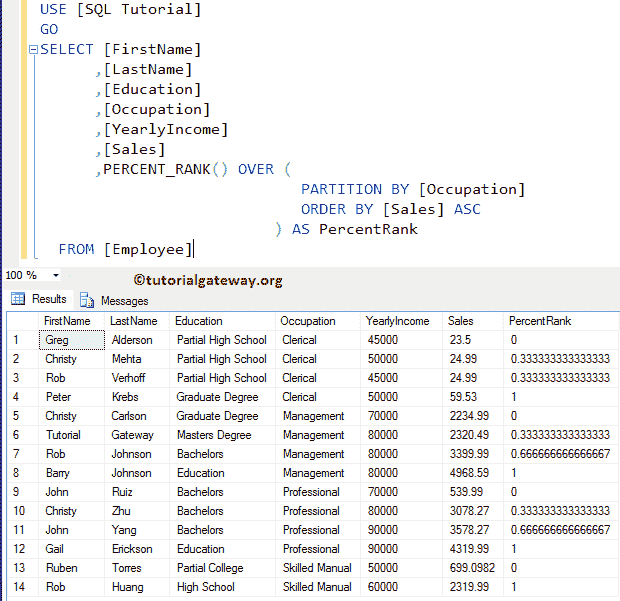 USE [SQL Tutorial]
GO
SELECT [FirstName]
,[LastName]
,[Education]
,[Occupation]
,[YearlyIncome]
,[Sales]
,PERCENT_RANK() OVER (
PARTITION BY [Occupation]
ORDER BY [Sales] ASC
) AS PercentRank
FROM [Employee]
100 %
©tutorialgateway.org
Results Messages
FirstName LastName Education Occupation YearlyIncome Sales PercentRank
1 Greg Alderson Partial High School Clerical 45000 23.5 0
2 Christy Mehta Partial High School Clerical 50000 24.99 0.333333333333333
3 Rob Verhoff Partial High School Clerical 45000 24.99 0.333333333333333
4 Peter Krebs Graduate Degree Clerical 50000 59.53 1
5 Christy Carlson Graduate Degree Management 70000 2234.99 0
6 Tutorial Gateway Masters Degree Management 80000 2320.49 0.333333333333333
7 Rob Johnson Bachelors Management 80000 3399.99 0.666666666666667
8 Barry Johnson Education Management 80000 4968.59 1
9 John Ruiz Bachelors Professional 70000 539.99 0
10 Christy Zhu Bachelors Professional 80000 3078.27 0.333333333333333
11 John Yang Bachelors Professional 90000 3578.27 0.666666666666667
12 Gail Erickson Education Professional 90000 4319.99 1
13 Ruben Torres Partial College Skilled Manual 50000 699.0982 0
14 Rob Huang High School Skilled Manual 60000 2319.99 1